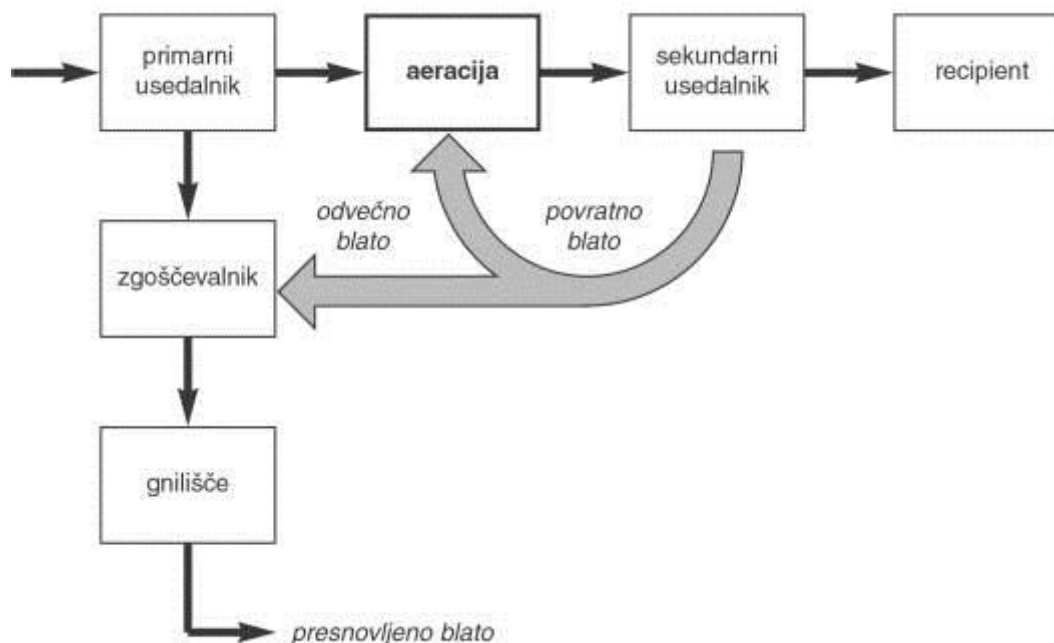 primarni
usedalnik
aeracija
sekundarni
usedalnik
recipient
odvečno
blato
povratno
blato
zgoščevalnik
gnilišče
presnovljeno blato